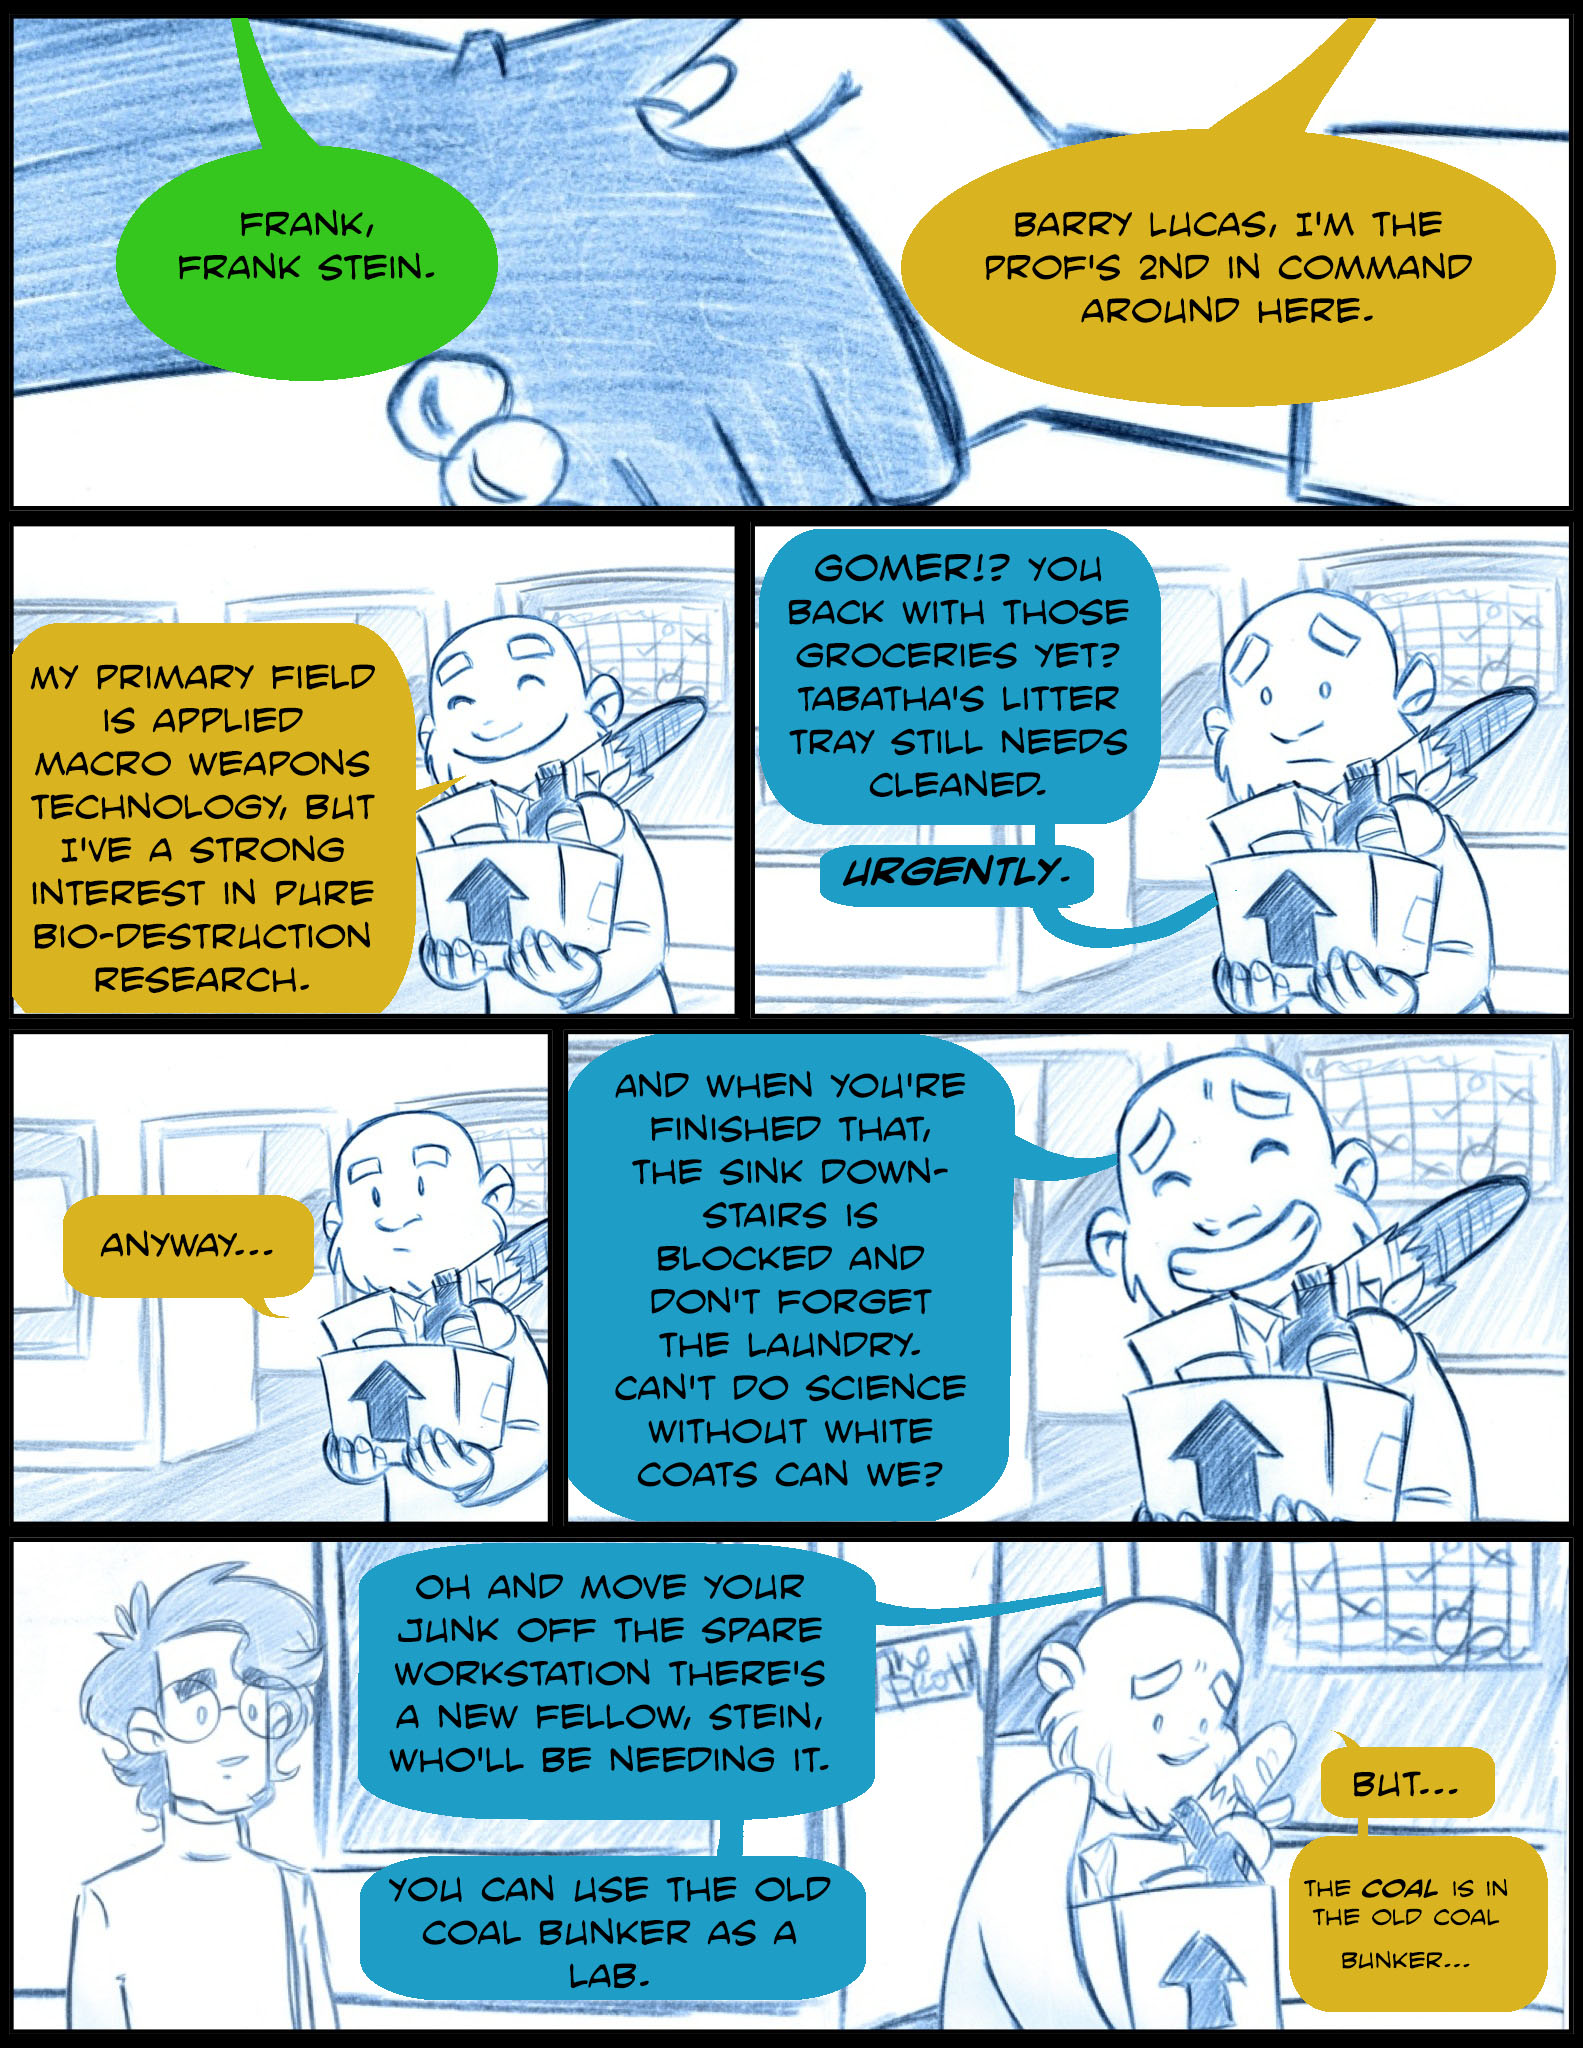 FRANK,
FRANK STEIN.
BARRY LUCAS, I'M THE
PROF'S 2ND IN COMMAND
AROUND HERE.
MY PRIMARY FIELD
IS APPLIED
MACRO WEAPONS
TECHNOLOGY, BUT
I'VE A STRONG
INTEREST IN PURE
BIO-DESTRUCTION
RESEARCH.
GOMER!? YOU
BACK WITH THOSE
GROCERIES YET?
TABATHA'S LITTER
TRAY STILL NEEDS
CLEANED.
URGENTLY.
ANYWAY...
AND WHEN YOU'RE
FINISHED THAT,
THE SINK DOWN-
STAIRS IS
BLOCKED AND
DON'T FORGET
THE LAUNDRY.
CAN'T DO SCIENCE
WITHOUT WHITE
COATS CAN WE?
OH AND MOVE YOUR
JUNK OFF THE SPARE
WORKSTATION THERE'S
A NEW FELLOW, STEIN,
WHO'LL BE NEEDING IT.
YOU CAN USE THE OLD
COAL BUNKER AS A
LAB.
The
BUT...
THE COAL IS IN
THE OLD COAL
BUNKER...